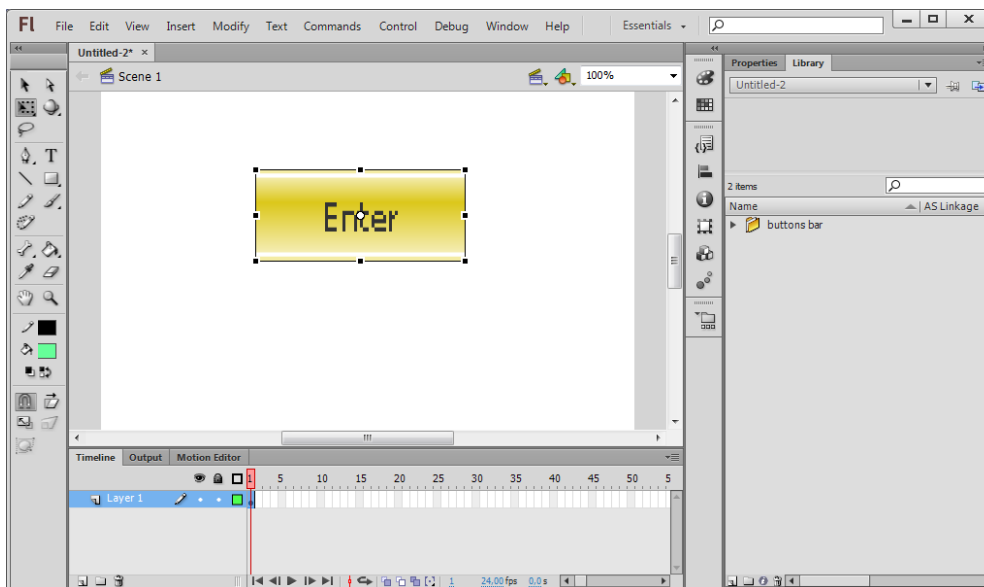 Fl File Edit View Insert Modify Text Commands Control Debug Window Help Essentials
Untitled-2* ×
Scene 1 100%
Properties Library
Untitled-2
2 items
Name AS Linkage
buttons bar
Enter
Timeline Output Motion Editor
1 5 10 15 20 25 30 35 40 45 50 5
Layer 1
1 24,00 fps 0,0 s